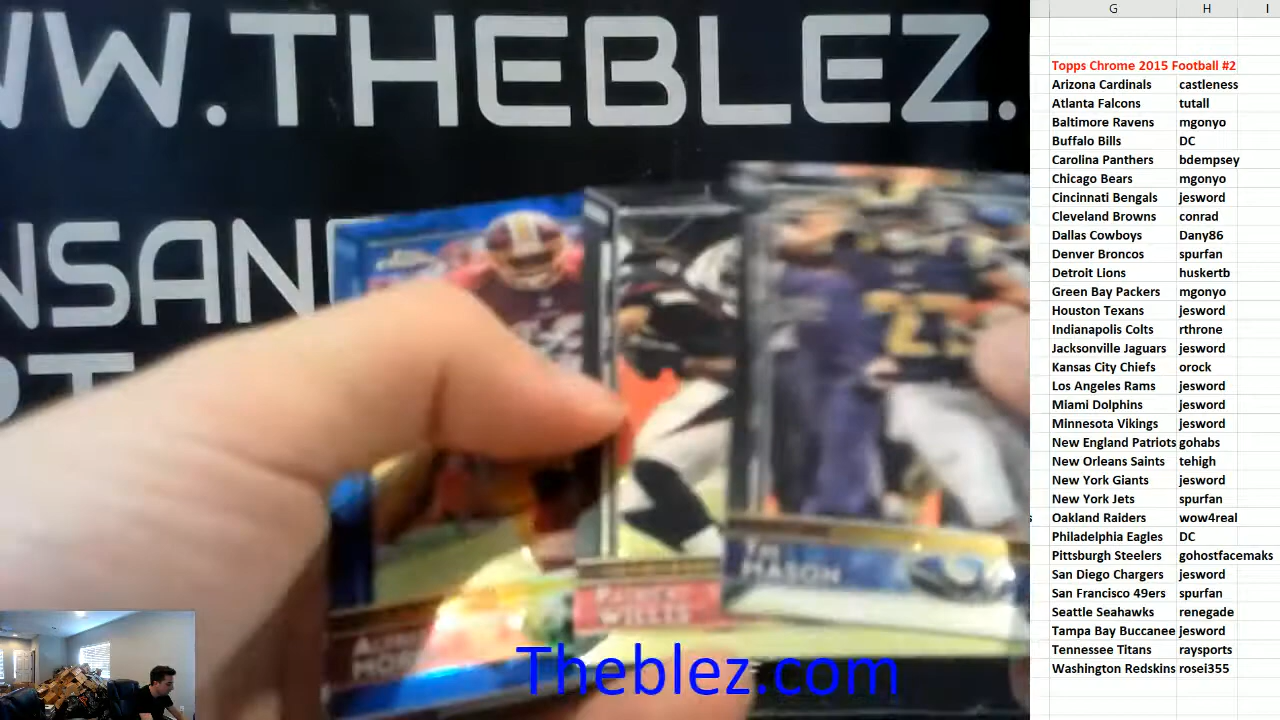 WW.THEBLEZ.
NSAN
MASON
WILLIS
Theblez.com
G H I
Topps Chrome 2015 Football #2
Arizona Cardinals castleness
Atlanta Falcons tutall
Baltimore Ravens mgonyo
Buffalo Bills DC
Carolina Panthers bdempsey
Chicago Bears mgonyo
Cincinnati Bengals jesword
Cleveland Browns conrad
Dallas Cowboys Dany86
Denver Broncos spurfan
Detroit Lions huskertb
Green Bay Packers mgonyo
Houston Texans jesword
Indianapolis Colts rthrone
Jacksonville Jaguars jesword
Kansas City Chiefs orock
Los Angeles Rams jesword
Miami Dolphins jesword
Minnesota Vikings jesword
New England Patriots gohabs
New Orleans Saints tehigh
New York Giants jesword
New York Jets spurfan
Oakland Raiders wow4real
Philadelphia Eagles DC
Pittsburgh Steelers gohostfacemaks
San Diego Chargers jesword
San Francisco 49ers spurfan
Seattle Seahawks renegade
Tampa Bay Buccanee jesword
Tennessee Titans raysports
Washington Redskins rosei355